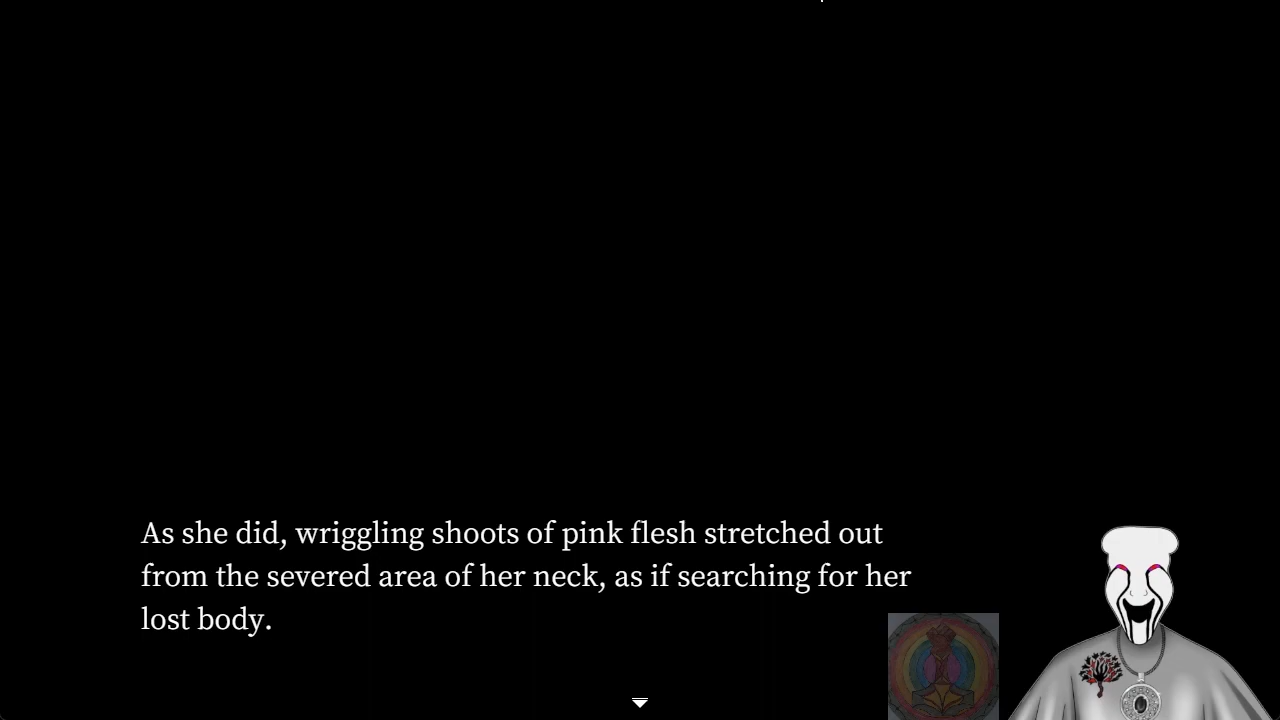 As she did, wriggling shoots of pink flesh stretched out
from the severed area of her neck, as if searching for her
lost body.